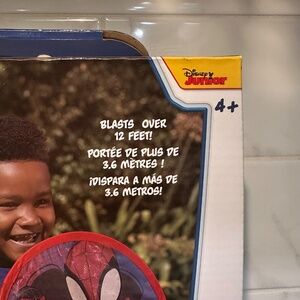 Disney
JUNIOR
4+
BLASTS OVER
12 FEET!
PORTÉE DE PLUS DE
3.6 MÈTRES !
¡DISPARA A MÁS DE
3,6 METROS!